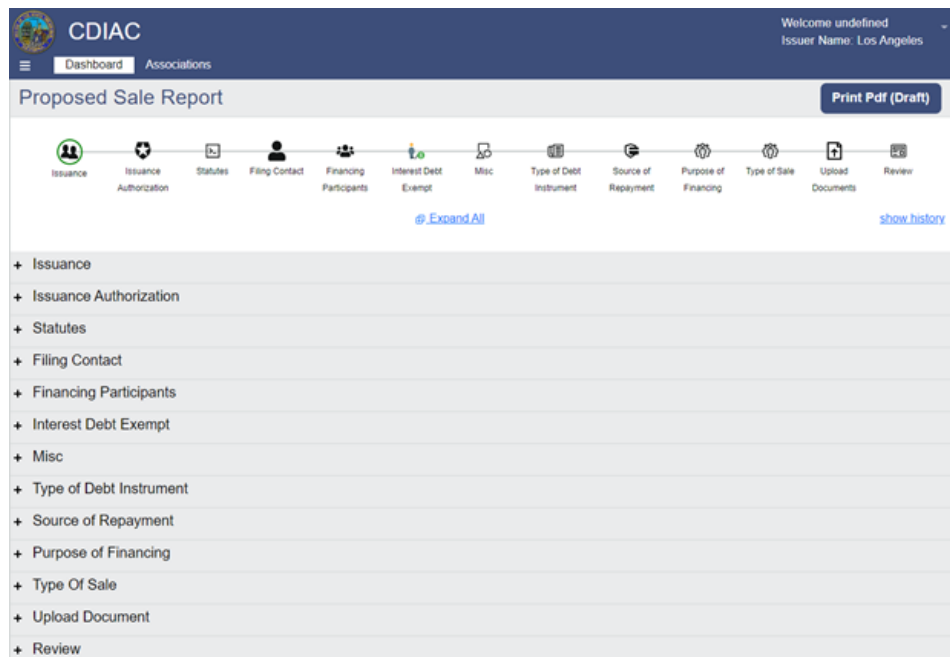 CDIAC
Welcome undefined
Issuer Name: Los Angeles
Dashboard Associations
Proposed Sale Report
Print Pdf (Draft)
Issuance
Issuance Authorization
Statutes
Filing Contact
Financing Participants
Interest Debt Exempt
Misc
Type of Debt Instrument
Source of Repayment
Purpose of Financing
Type of Sale
Upload Documents
Review
Expand All
show history
+ Issuance
+ Issuance Authorization
+ Statutes
+ Filing Contact
+ Financing Participants
+ Interest Debt Exempt
+ Misc
+ Type of Debt Instrument
+ Source of Repayment
+ Purpose of Financing
+ Type Of Sale
+ Upload Document
+ Review